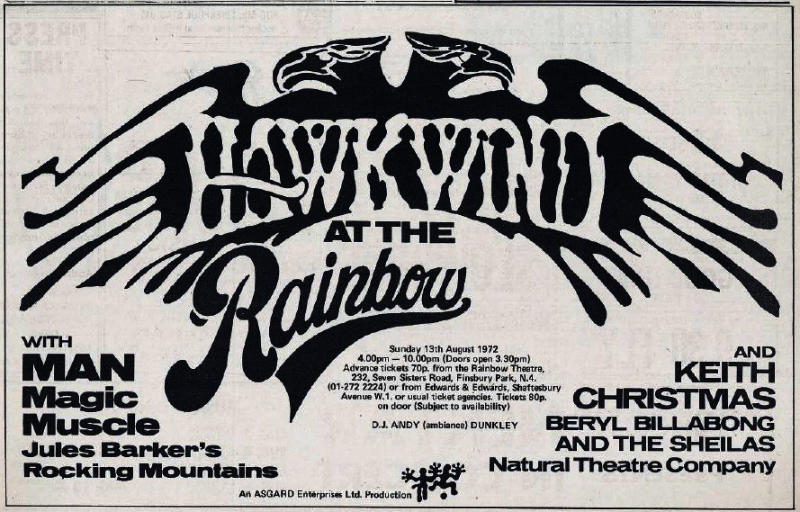 HAWKWIND
AT THE
Rainbow
WITH
MAN
Magic
Muscle
Jules Barker's
Rocking Mountains
Sunday 13th August 1972
4.00pm — 10.00pm (Doors open 3.30pm)
Advance tickets 70p. from the Rainbow Theatre,
232, Seven Sisters Road, Finsbury Park, N.4.
(01-272 2224) or from Edwards & Edwards, Shaftesbury
Avenue W.1. or usual ticket agencies. Tickets 80p.
on door (Subject to availability)
D.J. ANDY (ambiance) DUNKLEY
AND
KEITH
CHRISTMAS
BERYL BILLABONG
AND THE SHEILAS
Natural Theatre Company
An ASGARD Enterprises Ltd. Production